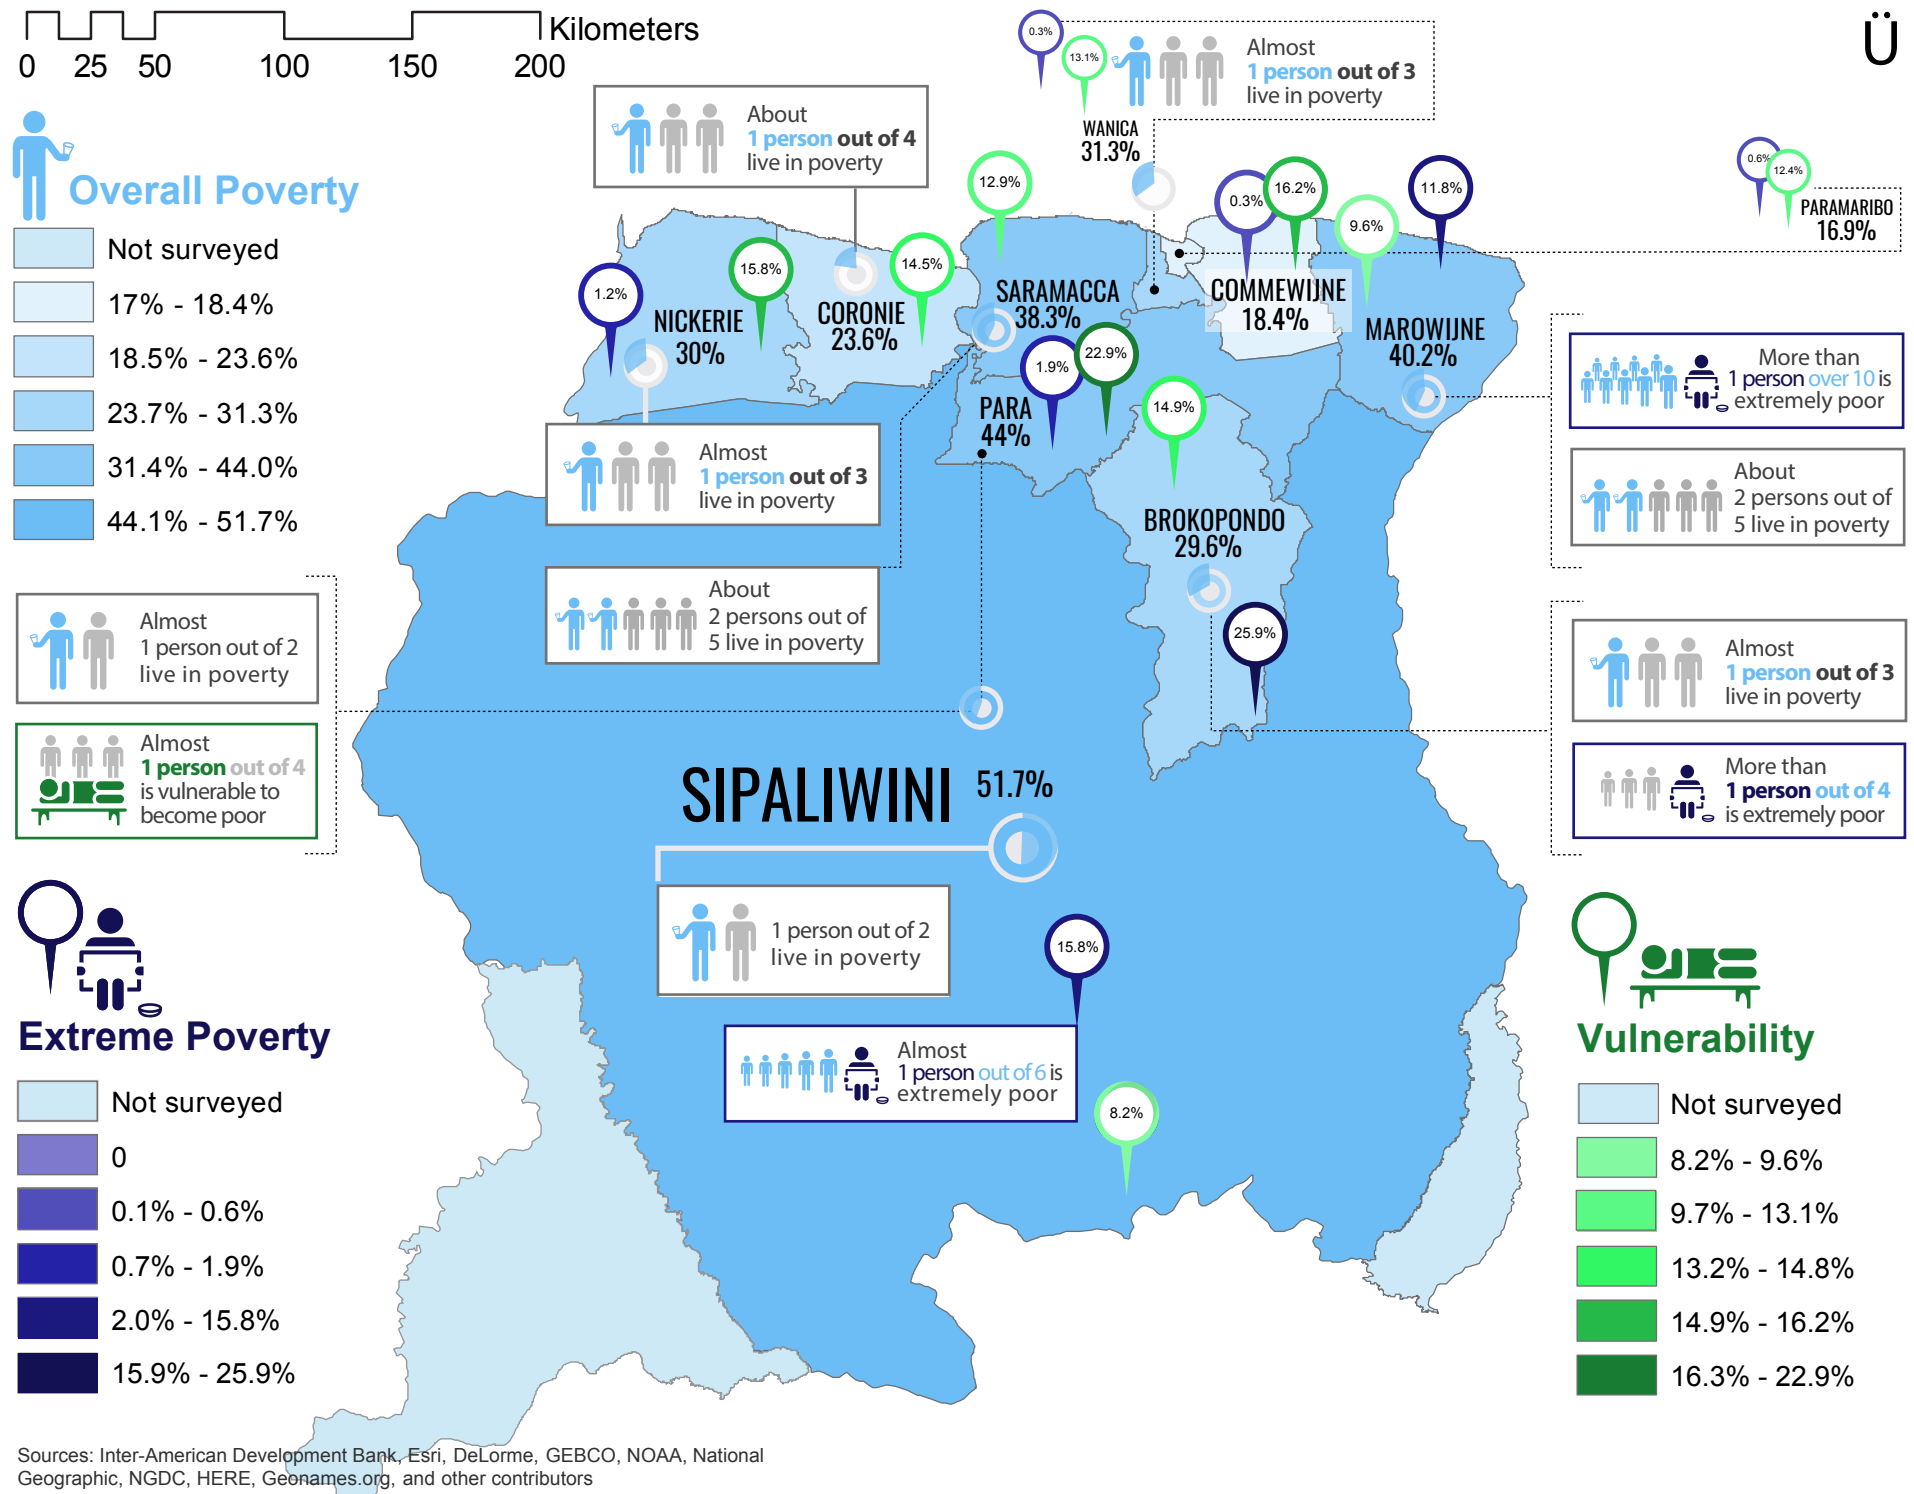 Kilometers
0 25 50 100 150 200
Ü
Overall Poverty
Not surveyed
17% - 18.4%
18.5% - 23.6%
23.7% - 31.3%
31.4% - 44.0%
44.1% - 51.7%
About
1 person out of 4
live in poverty
0.3%
13.1%
Almost
1 person out of 3
live in poverty
WANICA
31.3%
0.6%
12.4%
PARAMARIBO
16.9%
12.9%
0.3%
16.2%
11.8%
9.6%
1.2%
15.8%
14.5%
NICKERIE
30%
CORONIE
23.6%
SARAMACCA
38.3%
COMMEWIJNE
18.4%
MAROWIJNE
40.2%
1.9%
22.9%
PARA
44%
14.9%
BROKOPONDO
29.6%
25.9%
More than
1 person over 10 is
extremely poor
About
2 persons out of
5 live in poverty
Almost
1 person out of 3
live in poverty
About
2 persons out of
5 live in poverty
Almost
1 person out of 2
live in poverty
Almost
1 person out of 4
is vulnerable to
become poor
Almost
1 person out of 3
live in poverty
More than
1 person out of 4
is extremely poor
SIPALIWINI 51.7%
1 person out of 2
live in poverty
15.8%
Almost
1 person out of 6 is
extremely poor
8.2%
Extreme Poverty
Not surveyed
0
0.1% - 0.6%
0.7% - 1.9%
2.0% - 15.8%
15.9% - 25.9%
Vulnerability
Not surveyed
8.2% - 9.6%
9.7% - 13.1%
13.2% - 14.8%
14.9% - 16.2%
16.3% - 22.9%
Sources: Inter-American Development Bank, Esri, DeLorme, GEBCO, NOAA, National
Geographic, NGDC, HERE, Geonames.org, and other contributors